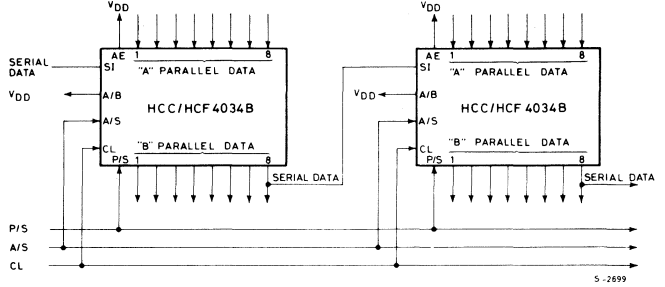 VDD VDD
AE 1 8 AE 1 8
SERIAL DATA SI "A" PARALLEL DATA SI "A" PARALLEL DATA
VDD A/B HCC/HCF 4034B VDD A/B HCC/HCF 4034B
A/S A/S
CL "B" PARALLEL DATA CL "B" PARALLEL DATA
P/S 1 8 P/S 1 8
SERIAL DATA SERIAL DATA
P/S
A/S
CL
S-2699